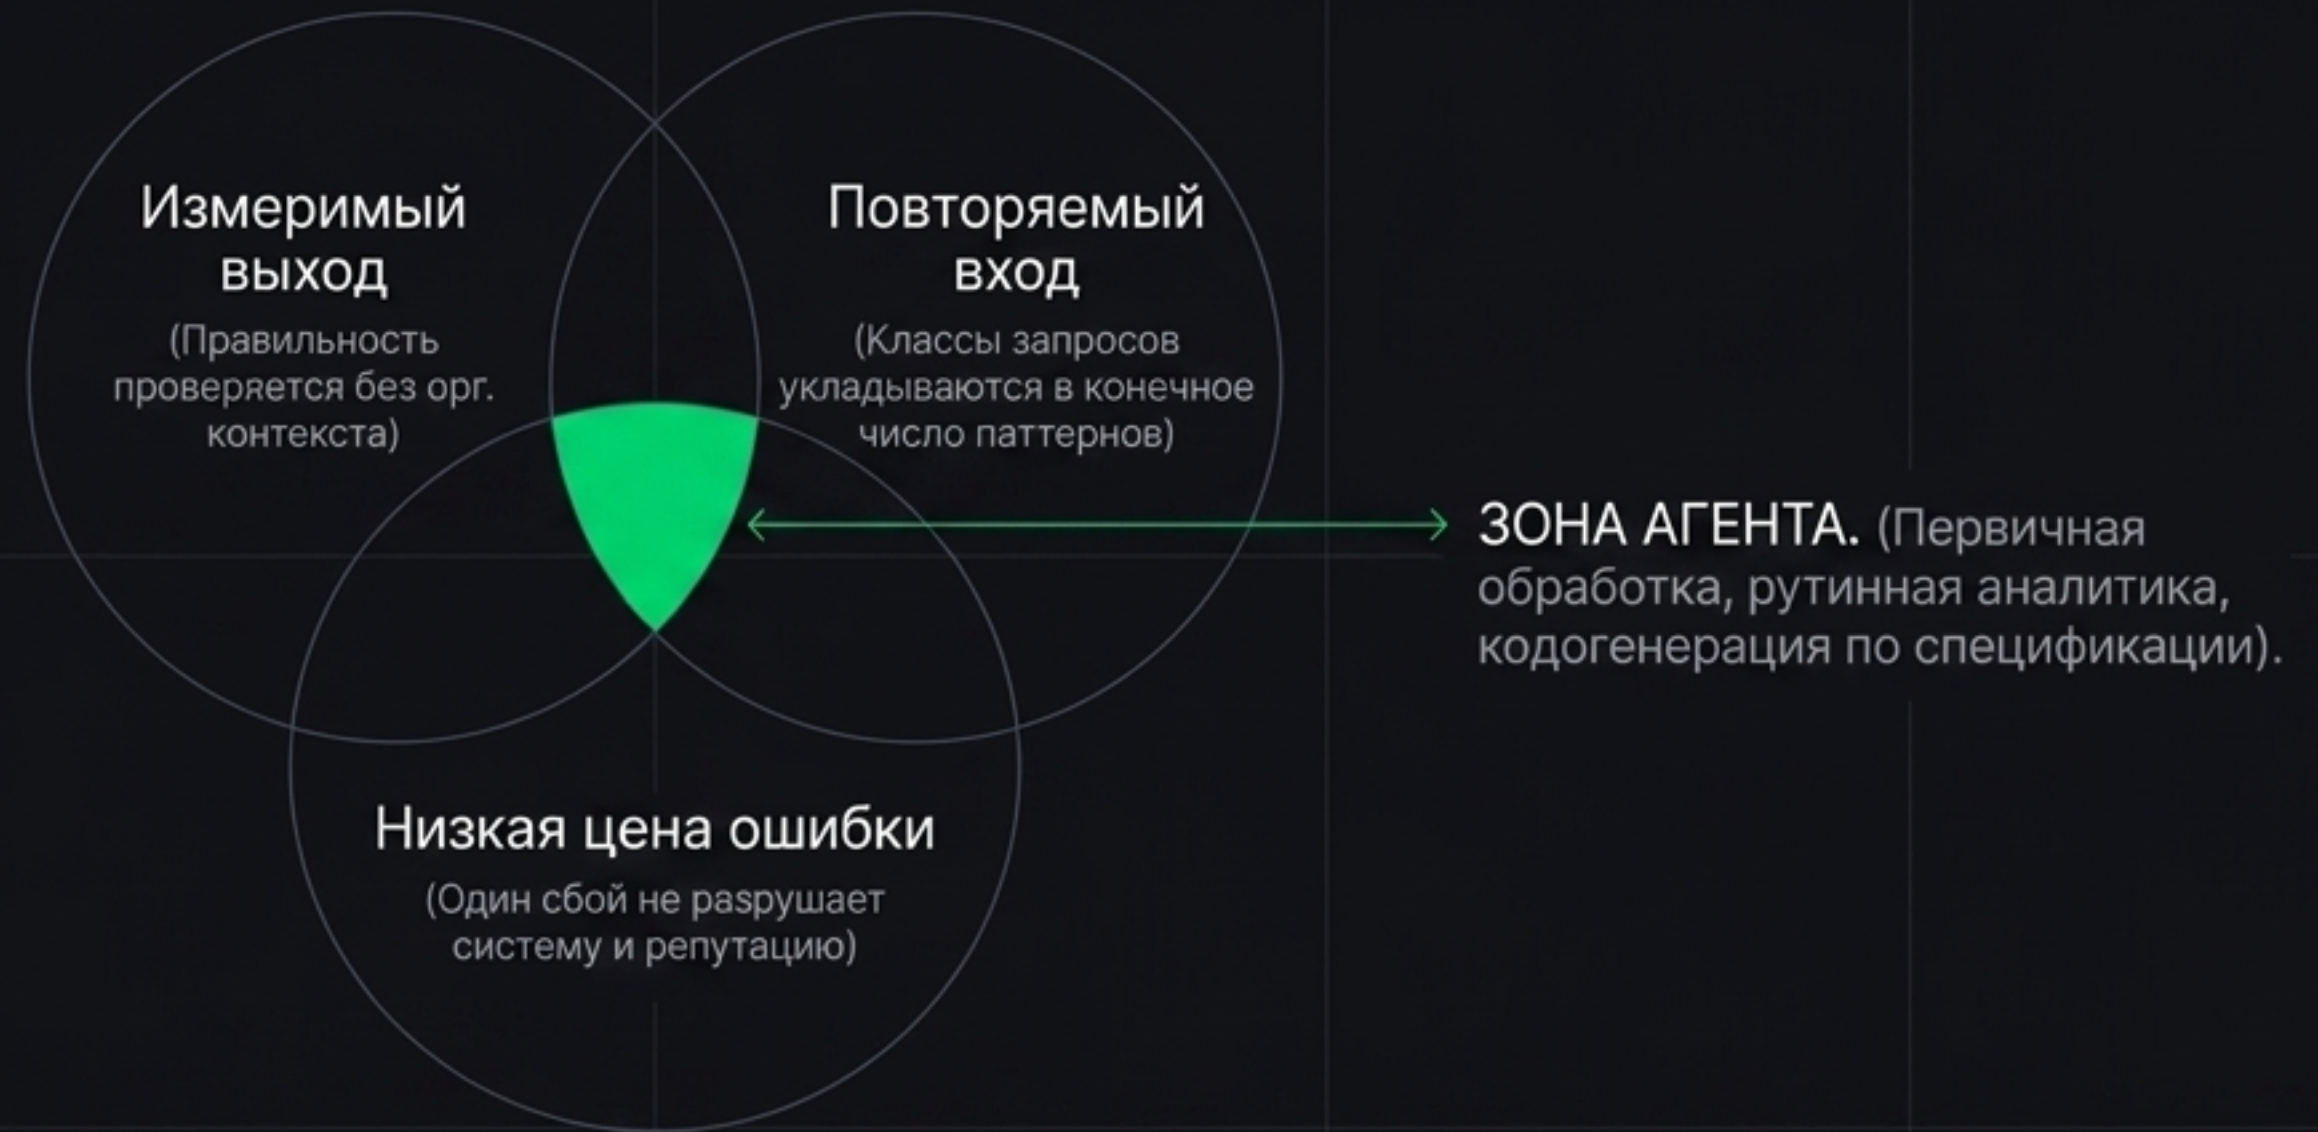 Измеримый
выход
(Правильность
проверяется без орг.
контекста)
Повторяемый
вход
(Классы запросов
укладываются в конечное
число паттернов)
ЗОНА АГЕНТА. (Первичная
обработка, рутинная аналитика,
кодогенерация по спецификации).
Низкая цена ошибки
(Один сбой не раsрушает
систему и репутацию)